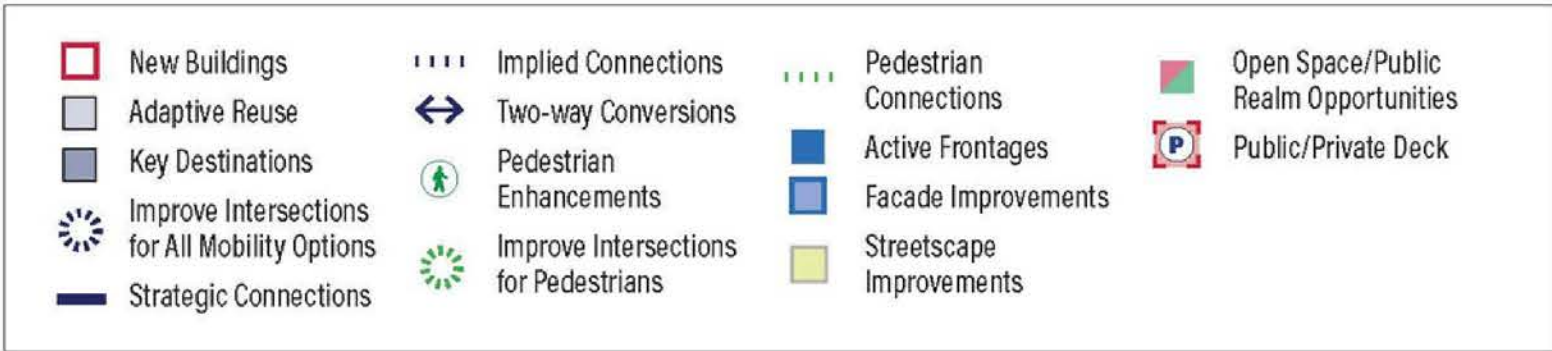 New Buildings
Adaptive Reuse
Key Destinations
Improve Intersections
for All Mobility Options
Strategic Connections
Implied Connections
Two-way Conversions
Pedestrian
Enhancements
Improve Intersections
for Pedestrians
Pedestrian
Connections
Active Frontages
Facade Improvements
Streetscape
Improvements
Open Space/Public
Realm Opportunities
P
Public/Private Deck